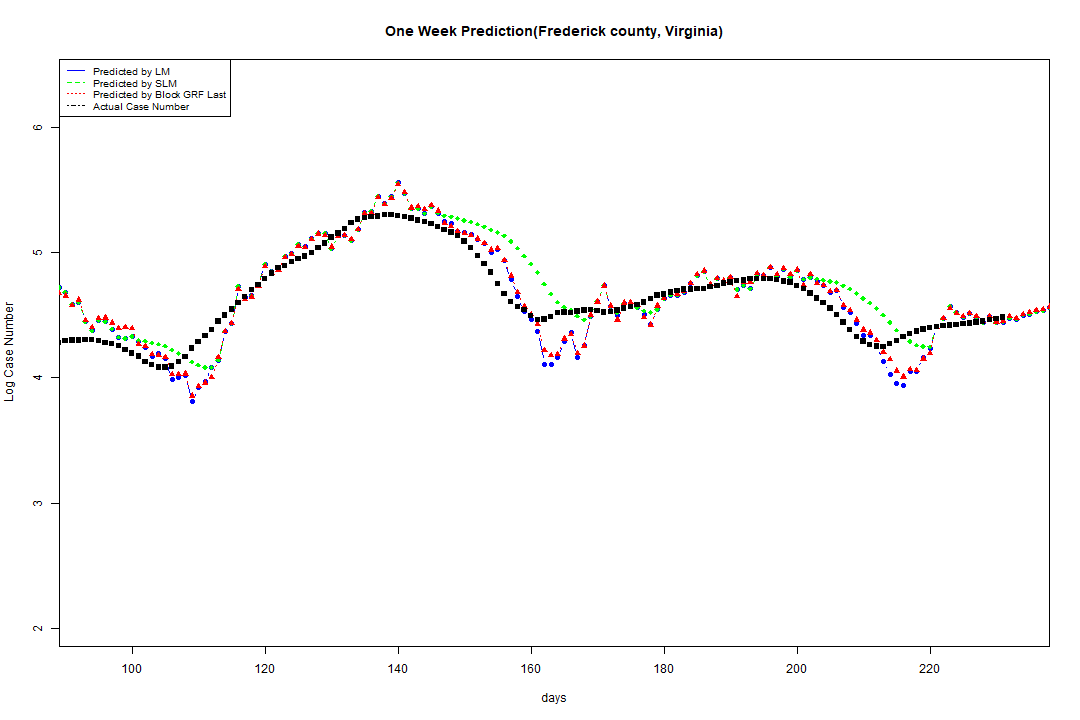 One Week Prediction(Frederick county, Virginia)
Predicted by LM
Predicted by SLM
Predicted by Block GRF Last
Actual Case Number
6
5
4
3
2
Log Case Number
100 120 140 160 180 200 220
days